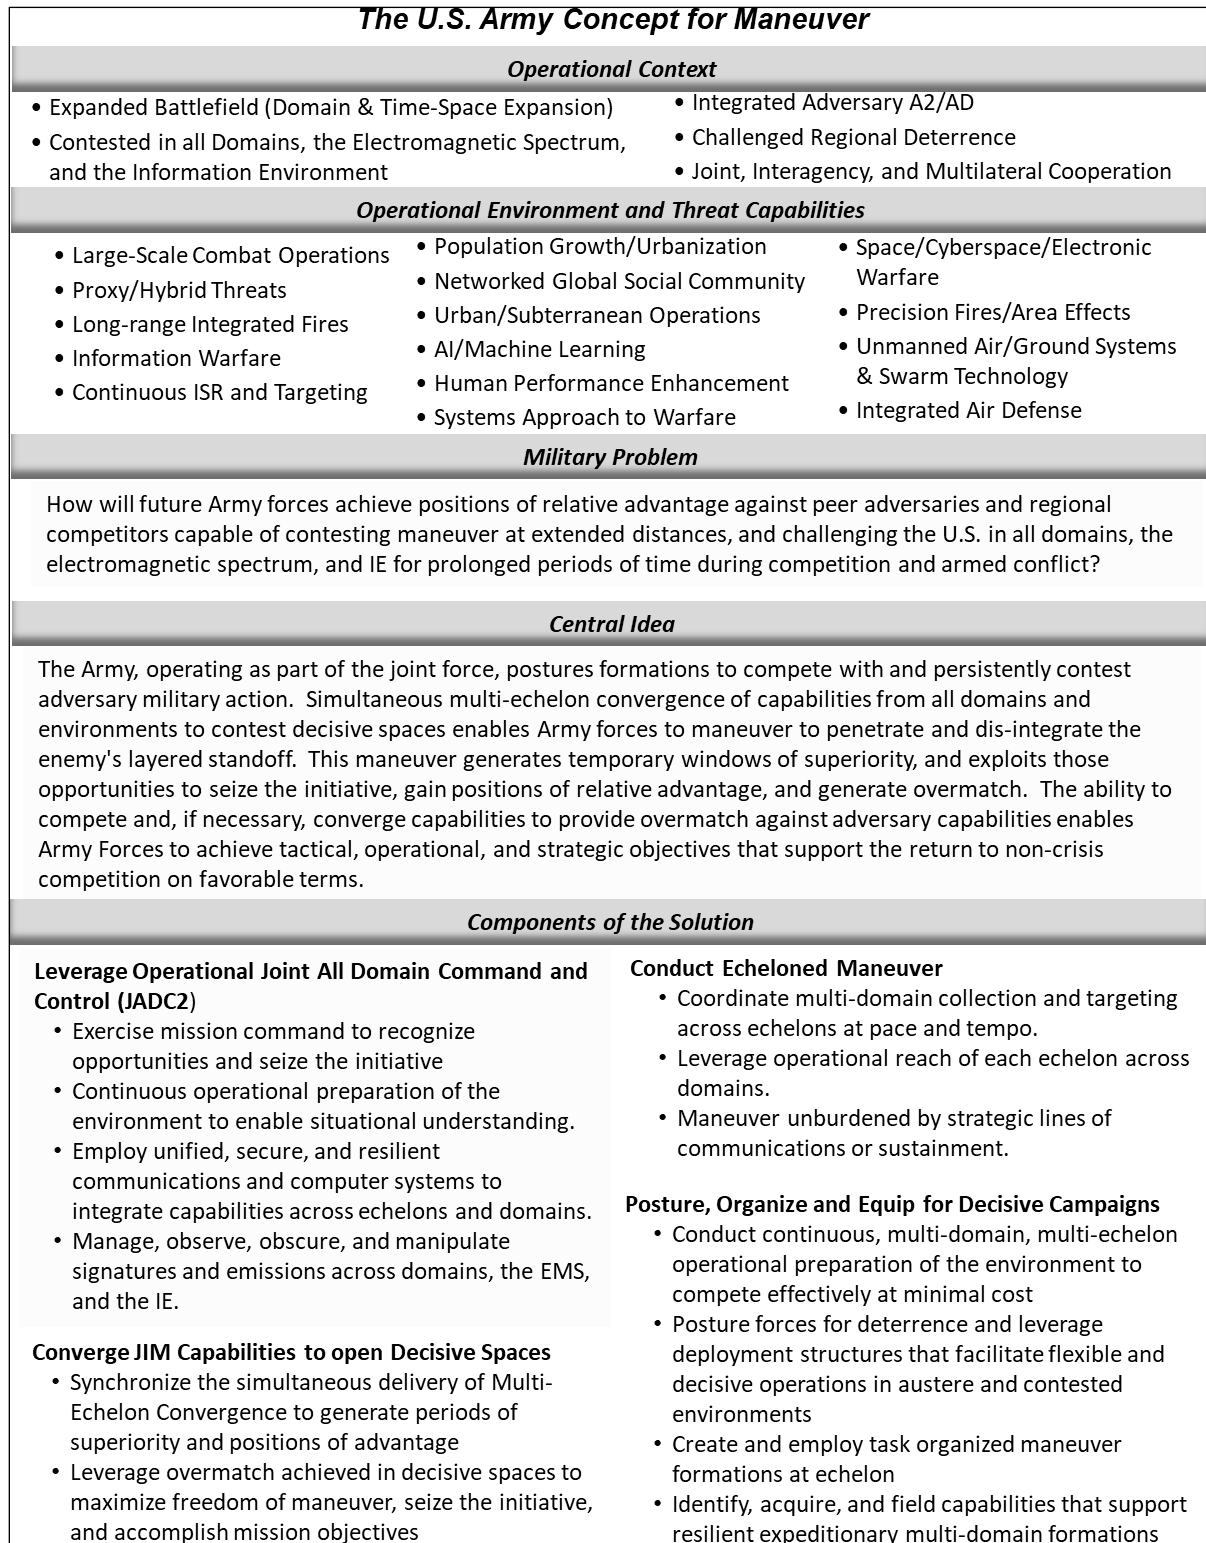 The U.S. Army Concept for Maneuver
Operational Context
• Expanded Battlefield (Domain & Time-Space Expansion)
• Contested in all Domains, the Electromagnetic Spectrum,
and the Information Environment
• Integrated Adversary A2/AD
• Challenged Regional Deterrence
• Joint, Interagency, and Multilateral Cooperation
Operational Environment and Threat Capabilities
• Large-Scale Combat Operations
• Proxy/Hybrid Threats
• Long-range Integrated Fires
• Information Warfare
• Continuous ISR and Targeting
• Population Growth/Urbanization
• Networked Global Social Community
• Urban/Subterranean Operations
• AI/Machine Learning
• Human Performance Enhancement
• Systems Approach to Warfare
• Space/Cyberspace/Electronic
Warfare
• Precision Fires/Area Effects
• Unmanned Air/Ground Systems
& Swarm Technology
• Integrated Air Defense
Military Problem
How will future Army forces achieve positions of relative advantage against peer adversaries and regional
competitors capable of contesting maneuver at extended distances, and challenging the U.S. in all domains, the
electromagnetic spectrum, and IE for prolonged periods of time during competition and armed conflict?
Central Idea
The Army, operating as part of the joint force, postures formations to compete with and persistently contest
adversary military action.  Simultaneous multi-echelon convergence of capabilities from all domains and
environments to contest decisive spaces enables Army forces to maneuver to penetrate and dis-integrate the
enemy's layered standoff.  This maneuver generates temporary windows of superiority, and exploits those
opportunities to seize the initiative, gain positions of relative advantage, and generate overmatch.  The ability to
compete and, if necessary, converge capabilities to provide overmatch against adversary capabilities enables
Army Forces to achieve tactical, operational, and strategic objectives that support the return to non-crisis
competition on favorable terms.
Components of the Solution
Leverage Operational Joint All Domain Command and
Control (JADC2)
• Exercise mission command to recognize
opportunities and seize the initiative
• Continuous operational preparation of the
environment to enable situational understanding.
• Employ unified, secure, and resilient
communications and computer systems to
integrate capabilities across echelons and domains.
• Manage, observe, obscure, and manipulate
signatures and emissions across domains, the EMS,
and the IE.
Converge JIM Capabilities to open Decisive Spaces
• Synchronize the simultaneous delivery of Multi-
Echelon Convergence to generate periods of
superiority and positions of advantage
• Leverage overmatch achieved in decisive spaces to
maximize freedom of maneuver, seize the initiative,
and accomplish mission objectives
Conduct Echeloned Maneuver
• Coordinate multi-domain collection and targeting
across echelons at pace and tempo.
• Leverage operational reach of each echelon across
domains.
• Maneuver unburdened by strategic lines of
communications or sustainment.
Posture, Organize and Equip for Decisive Campaigns
• Conduct continuous, multi-domain, multi-echelon
operational preparation of the environment to
compete effectively at minimal cost
• Posture forces for deterrence and leverage
deployment structures that facilitate flexible and
decisive operations in austere and contested
environments
• Create and employ task organized maneuver
formations at echelon
• Identify, acquire, and field capabilities that support
resilient expeditionary multi-domain formations